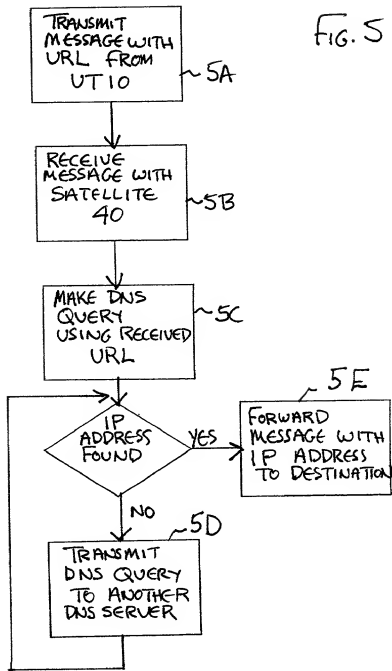 FIG. 5
TRANSMIT
MESSAGE WITH
URL FROM
UT10
5A
RECEIVE
MESSAGE WITH
SATELLITE
40
5B
MAKE DNS
QUERY
USING RECEIVED
URL
5C
IP
ADDRESS
FOUND
YES
5E
FORWARD
MESSAGE WITH
IP ADDRESS
TO DESTINATION
NO
5D
TRANSMIT
DNS QUERY
TO ANOTHER
DNS SERVER